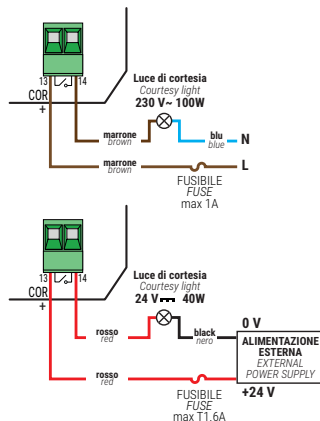 13 14
COR
+
Luce di cortesia
Courtesy light
230 V~ 100W
marrone
brown
blu
blue
N
marrone
brown
L
FUSIBILE
FUSE
max 1A
13 14
COR
+
Luce di cortesia
Courtesy light
24 V⎓ 40W
rosso
red
black
nero
0 V
ALIMENTAZIONE
ESTERNA
EXTERNAL
POWER SUPPLY
rosso
red
+24 V
FUSIBILE
FUSE
max T1.6A